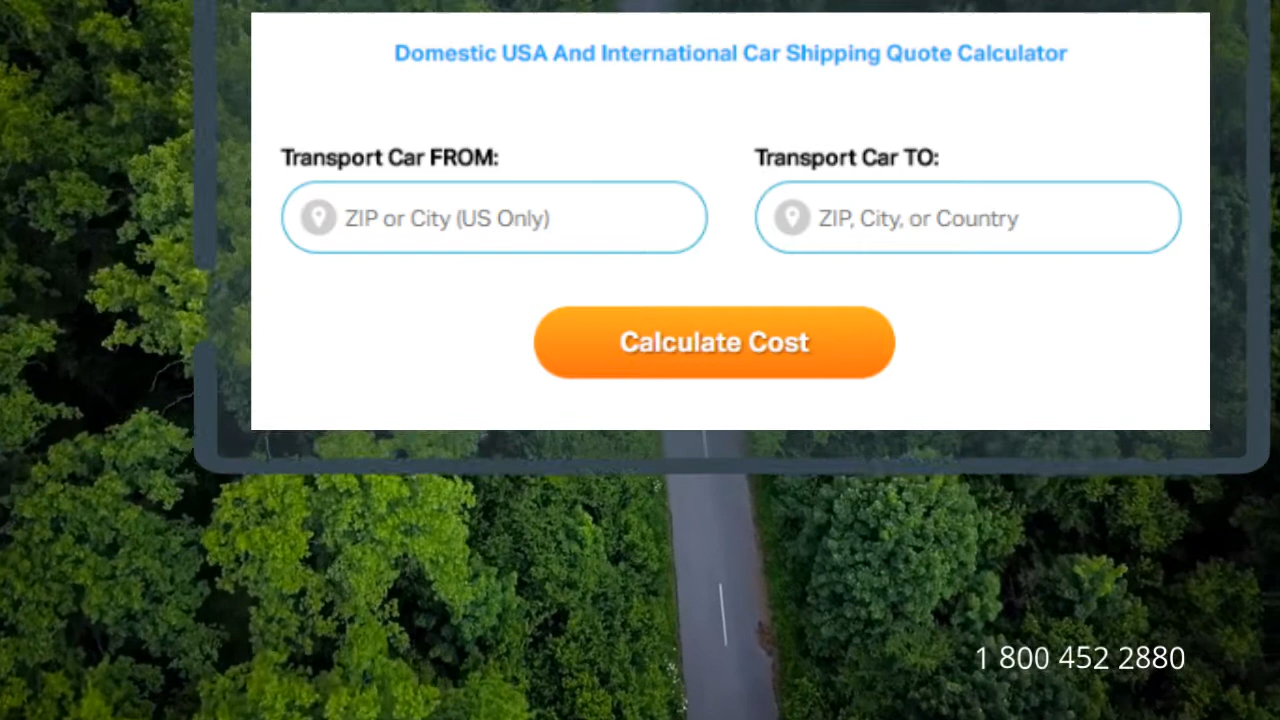 Domestic USA And International Car Shipping Quote Calculator
Transport Car FROM:
Transport Car TO:
ZIP or City (US Only)
ZIP, City, or Country
Calculate Cost
1 800 452 2880